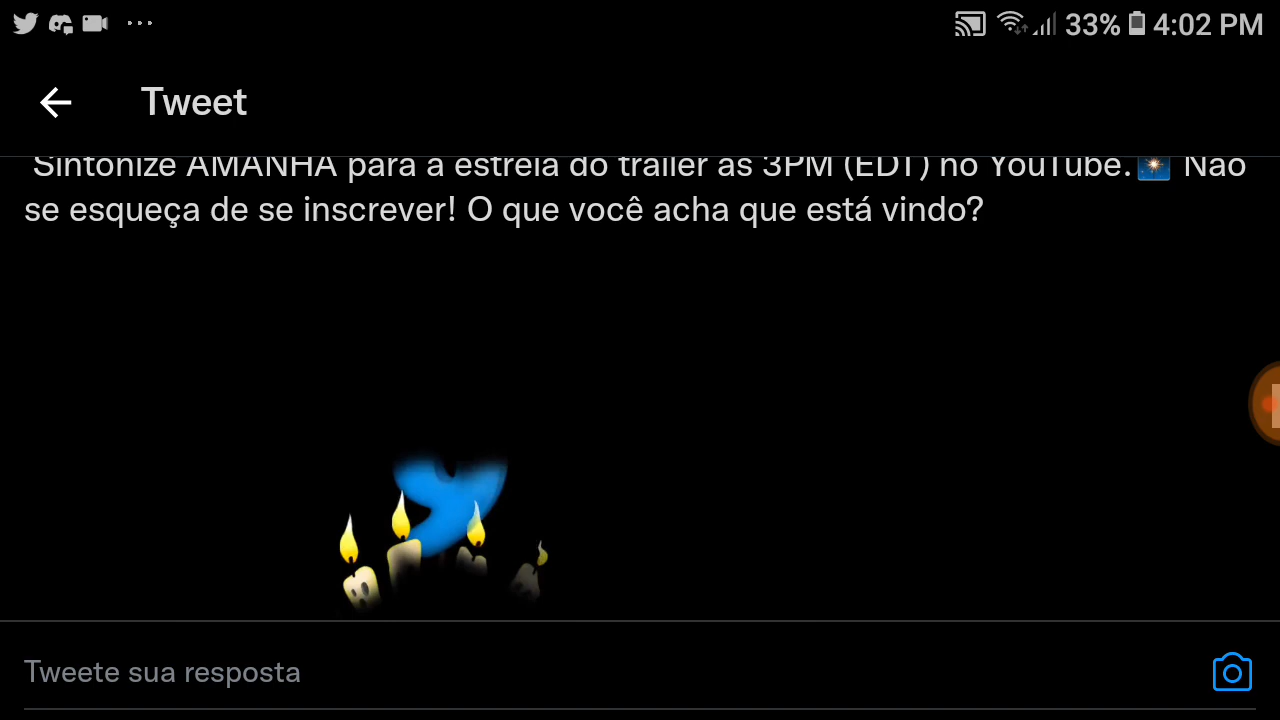 33% 4:02 PM
Tweet
Sintonize AMANHÃ para a estreia do trailer às 3PM (EDT) no YouTube.🎇 Não
se esqueça de se inscrever! O que você acha que está vindo?
Tweete sua resposta